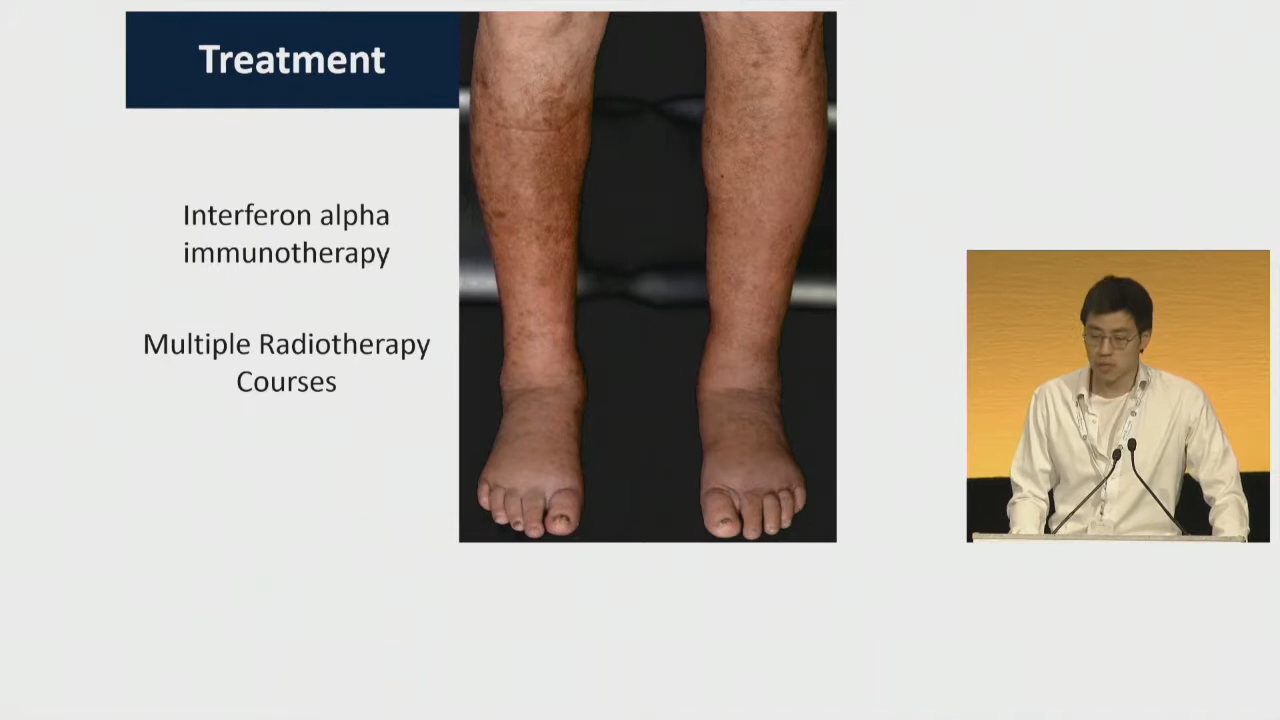 Treatment
Interferon alpha
immunotherapy
Multiple Radiotherapy
Courses